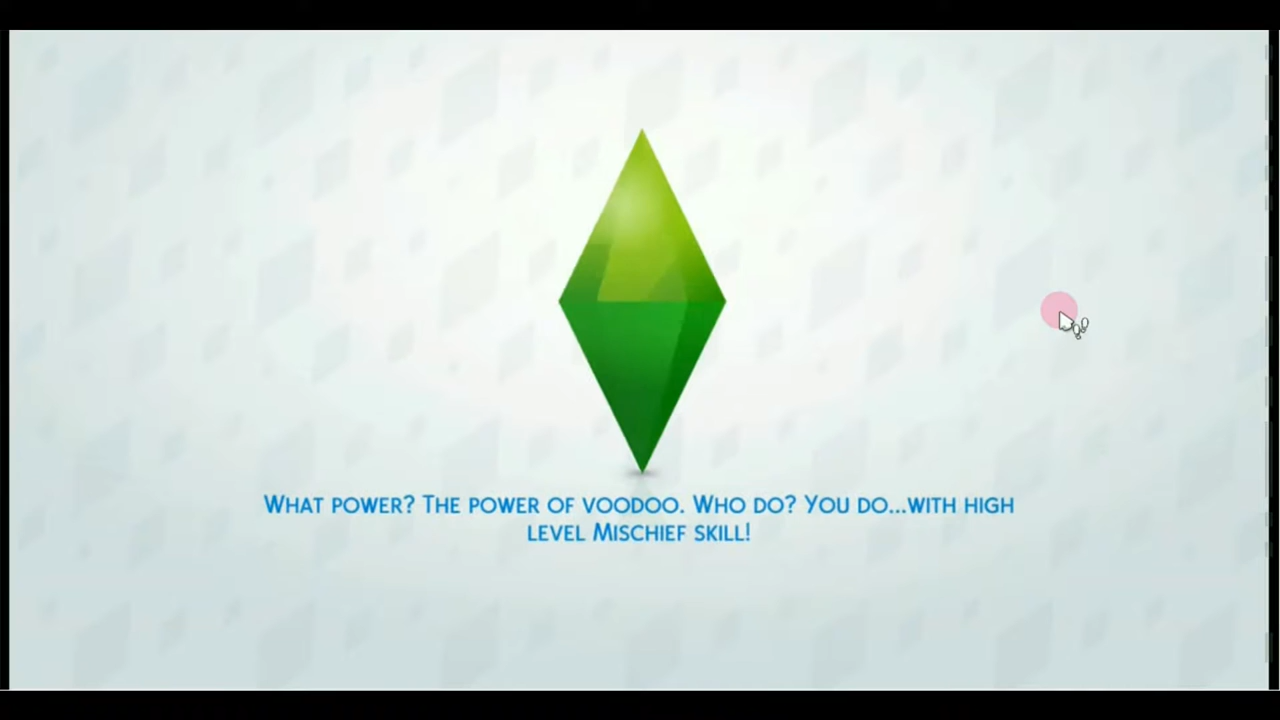 What power? The power of voodoo. Who do? You do...with high
level Mischief skill!